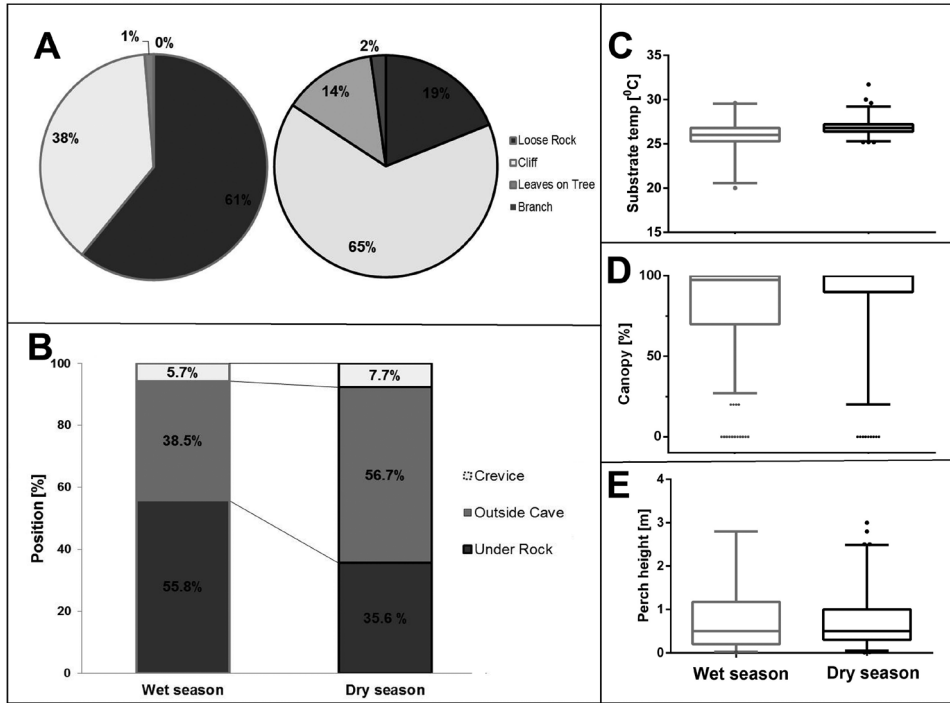 A
1%
0%
38%
61%
2%
14%
19%
65%
Loose Rock
Cliff
Leaves on Tree
Branch
B
Position [%]
100
80
60
40
20
0
5.7%
38.5%
55.8%
7.7%
56.7%
35.6 %
Crevice
Outside Cave
Under Rock
Wet season
Dry season
C
Substrate temp [⁰C]
35
30
25
20
15
D
Canopy [%]
100
50
0
E
Perch height [m]
4
3
2
1
0
Wet season
Dry season